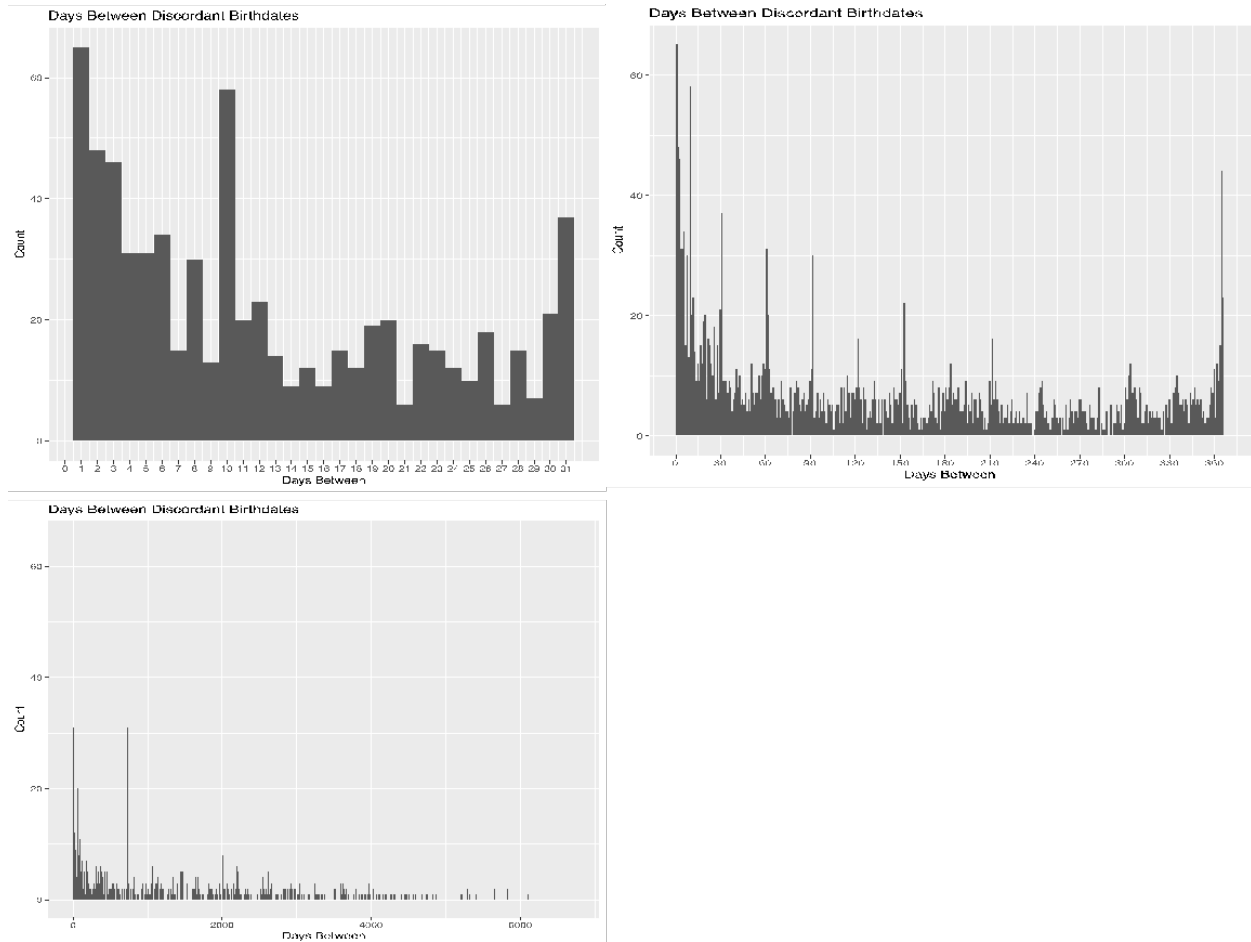 Days Between Discordant Birthdates
60
40
20
0
Count
0 1 2 3 4 5 6 7 8 9 10 11 12 13 14 15 16 17 18 19 20 21 22 23 24 25 26 27 28 29 30 31
Days Between
Days Between Discordant Birthdates
60
40
20
0
Count
0 30 60 90 120 150 180 210 240 270 300 330 360
Days Between
Days Between Discordant Birthdates
60
40
20
0
Count
0 2000 4000 6000
Days Between